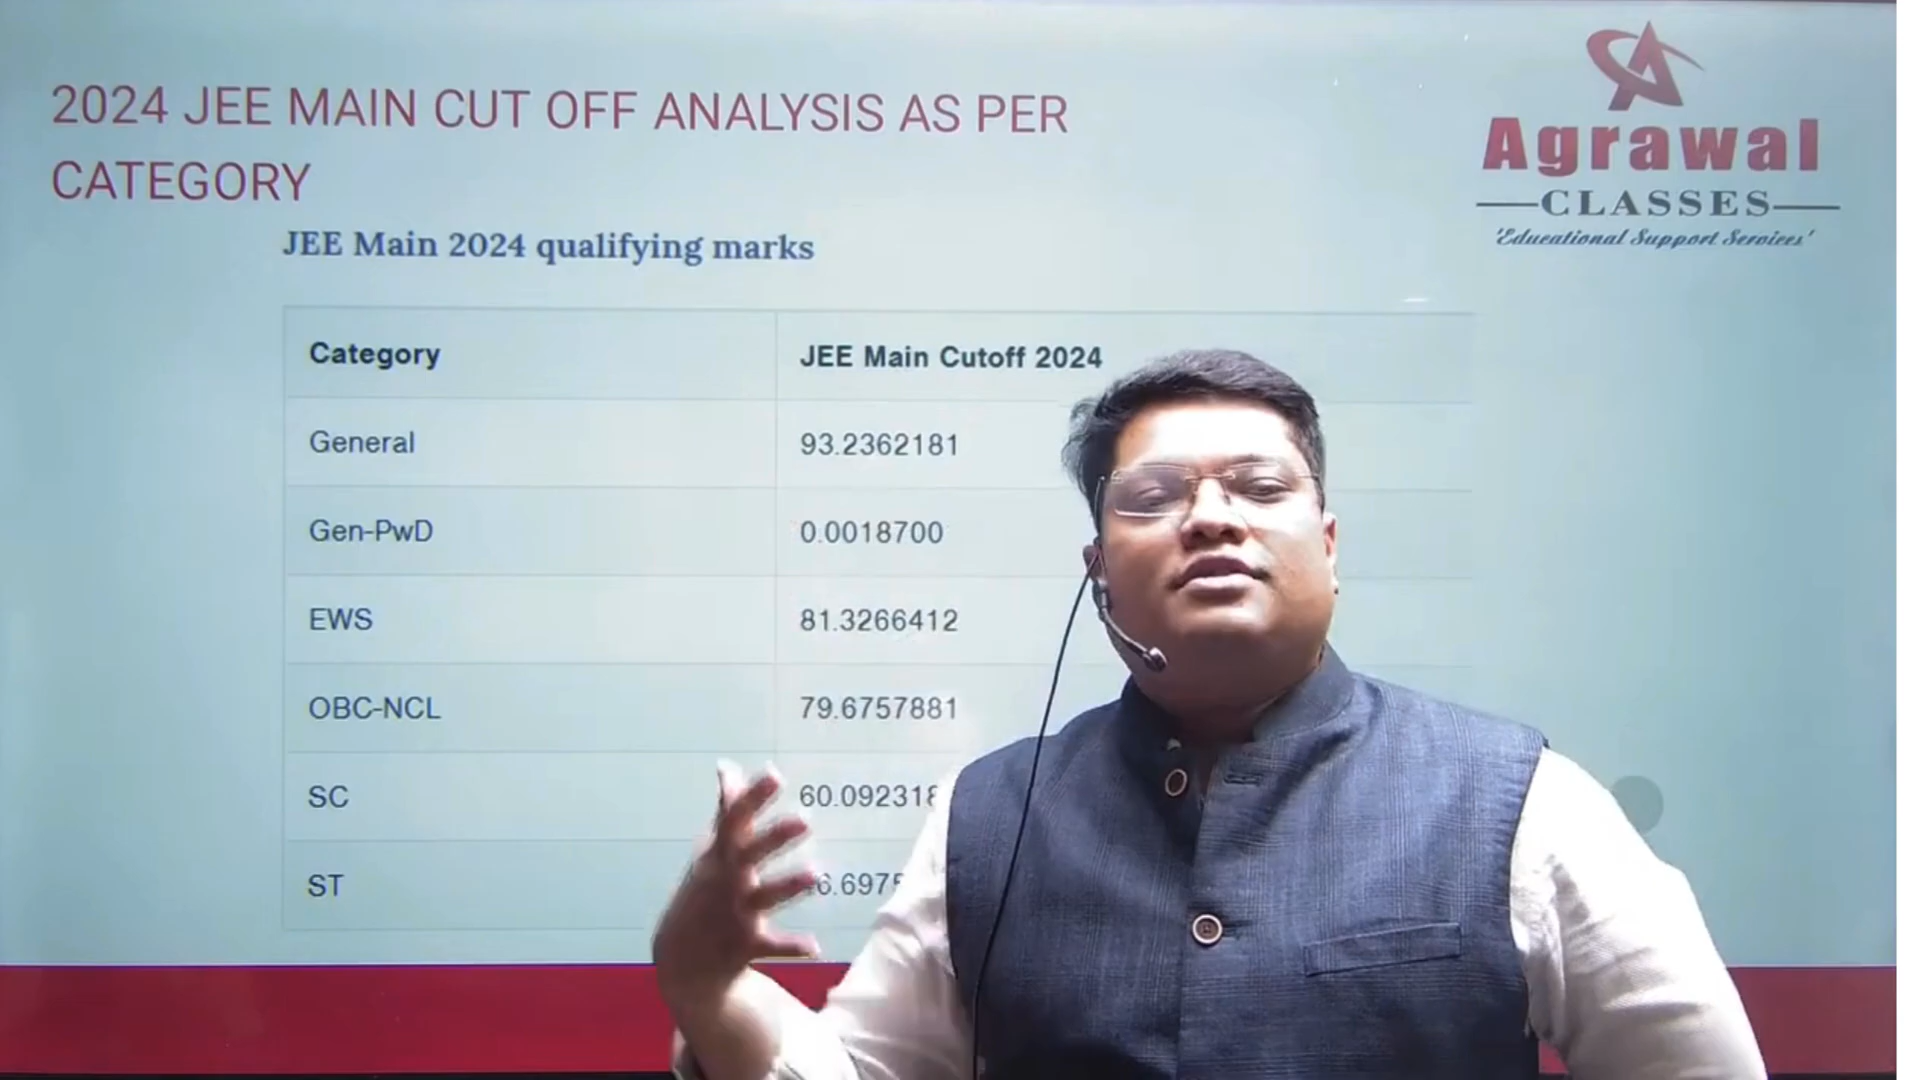 2024 JEE MAIN CUT OFF ANALYSIS AS PER
CATEGORY
Agrawal
CLASSES
'Educational Support Services'
JEE Main 2024 qualifying marks
Category JEE Main Cutoff 2024
General 93.2362181
Gen-PwD 0.0018700
EWS 81.3266412
OBC-NCL 79.6757881
SC
ST